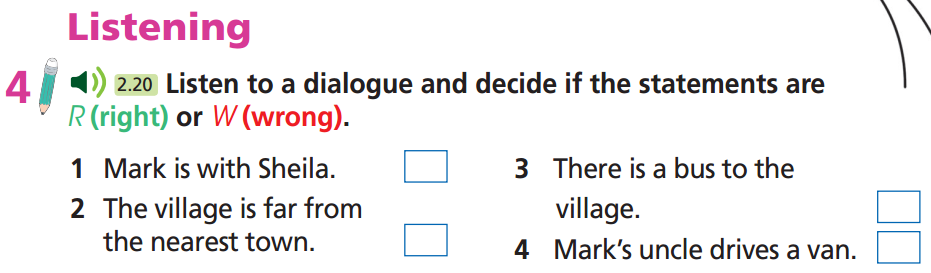 Listening
4 2.20 Listen to a dialogue and decide if the statements are
R (right) or W (wrong).
1 Mark is with Sheila.
2 The village is far from
the nearest town.
3 There is a bus to the
village.
4 Mark's uncle drives a van.